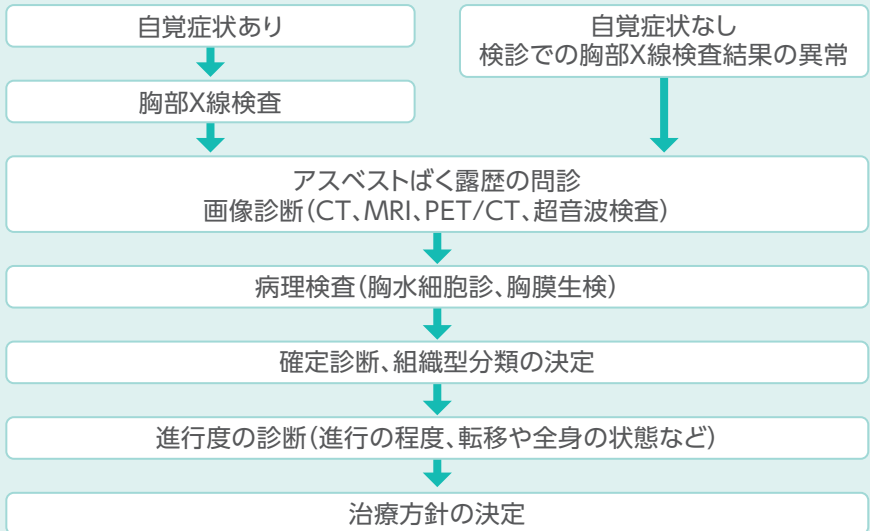 自覚症状あり
自覚症状なし
検診での胸部X線検査結果の異常
胸部X線検査
アスベストばく露歴の問診
画像診断(CT、MRI、PET/CT、超音波検査)
病理検査(胸水細胞診、胸膜生検)
確定診断、組織型分類の決定
進行度の診断(進行の程度、転移や全身の状態など)
治療方針の決定